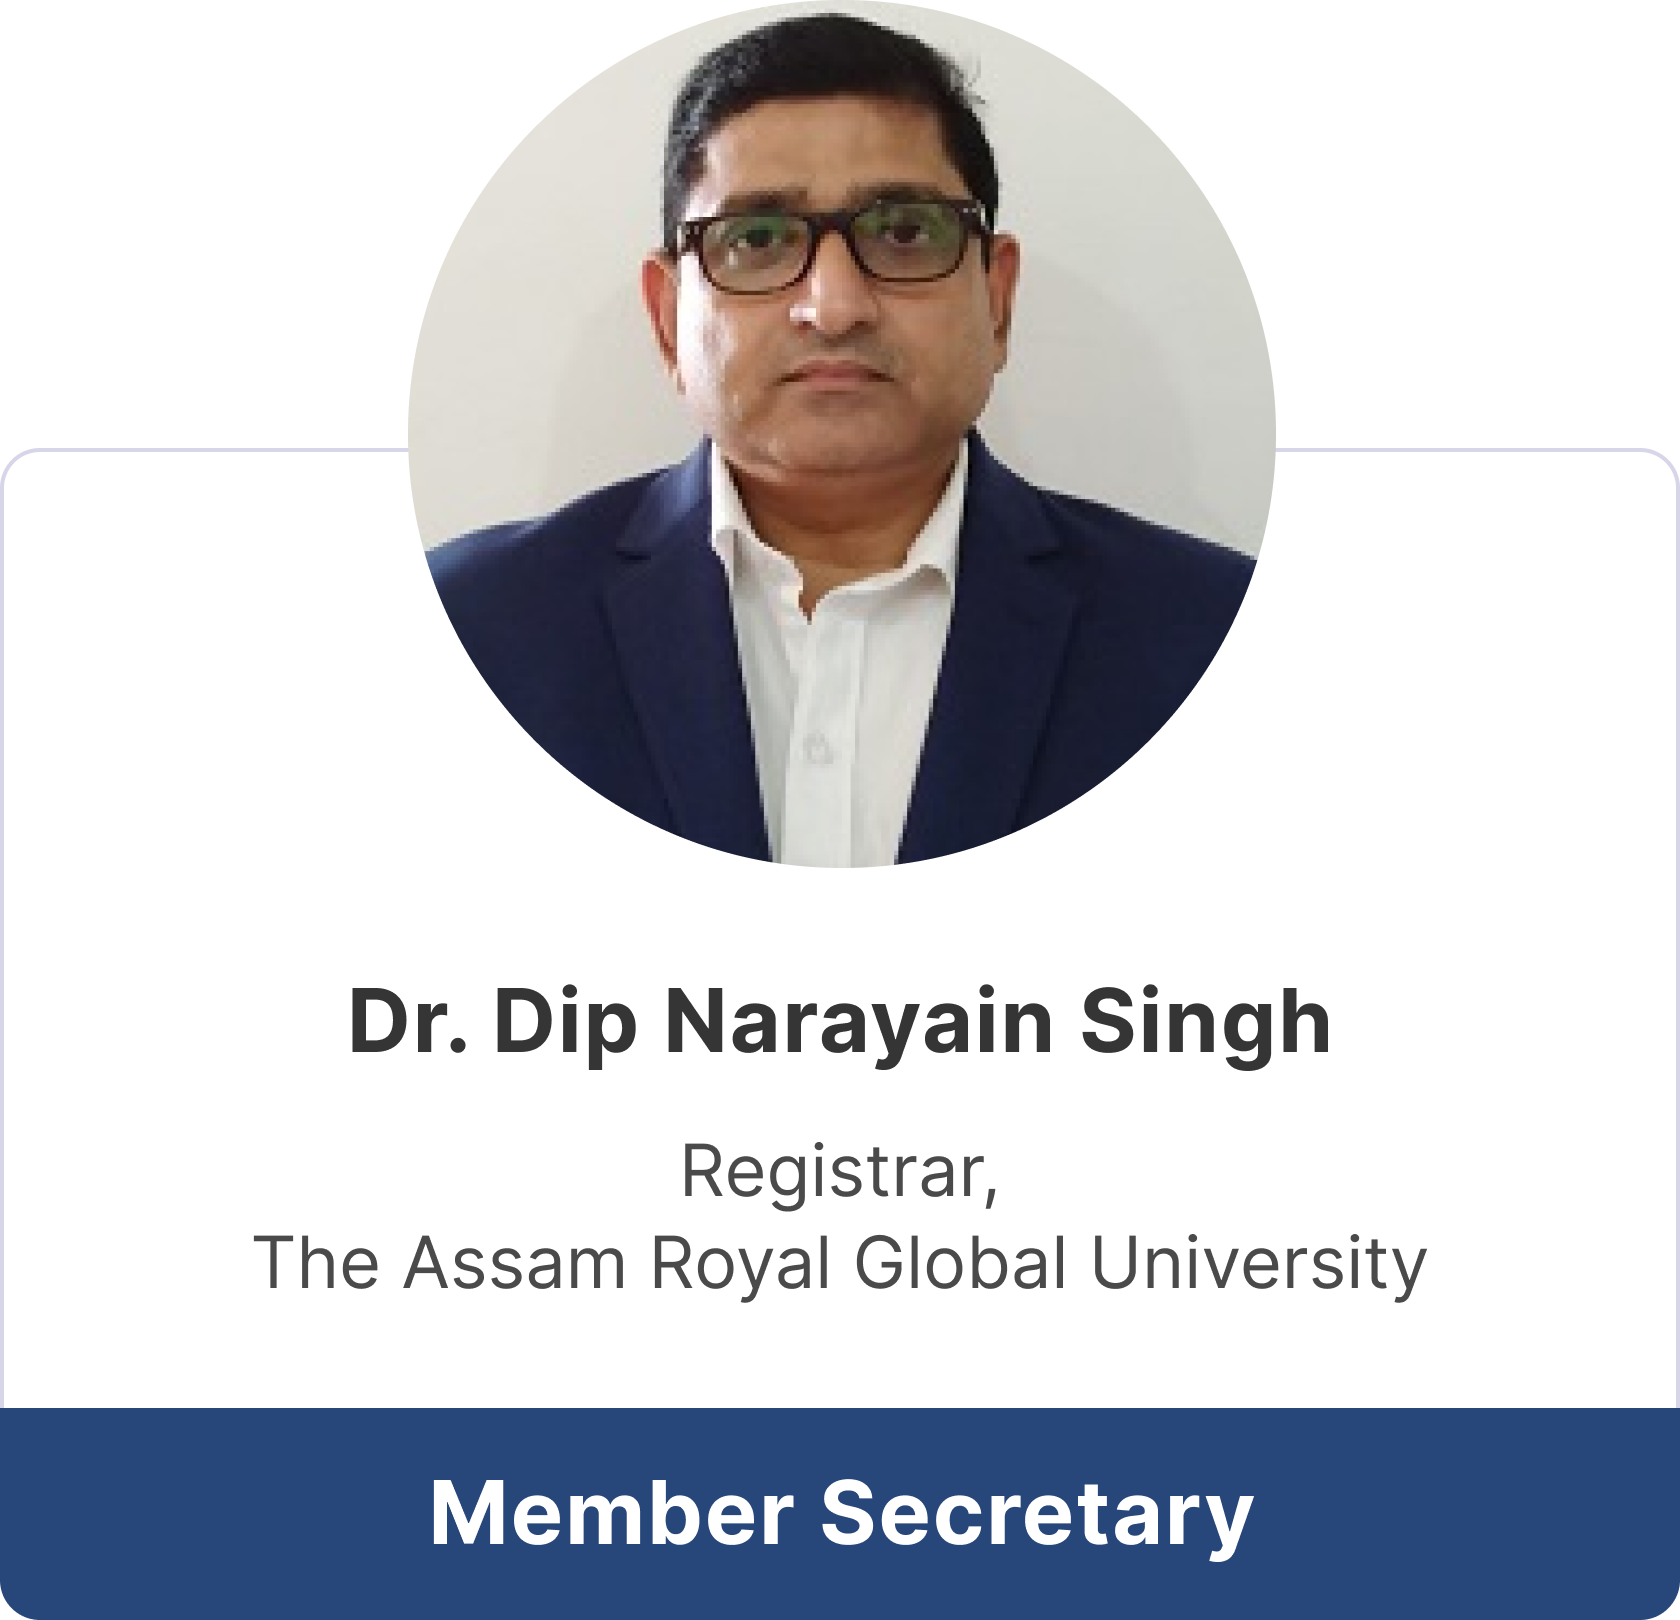 Dr. Dip Narayain Singh
Registrar,
The Assam Royal Global University
Member Secretary